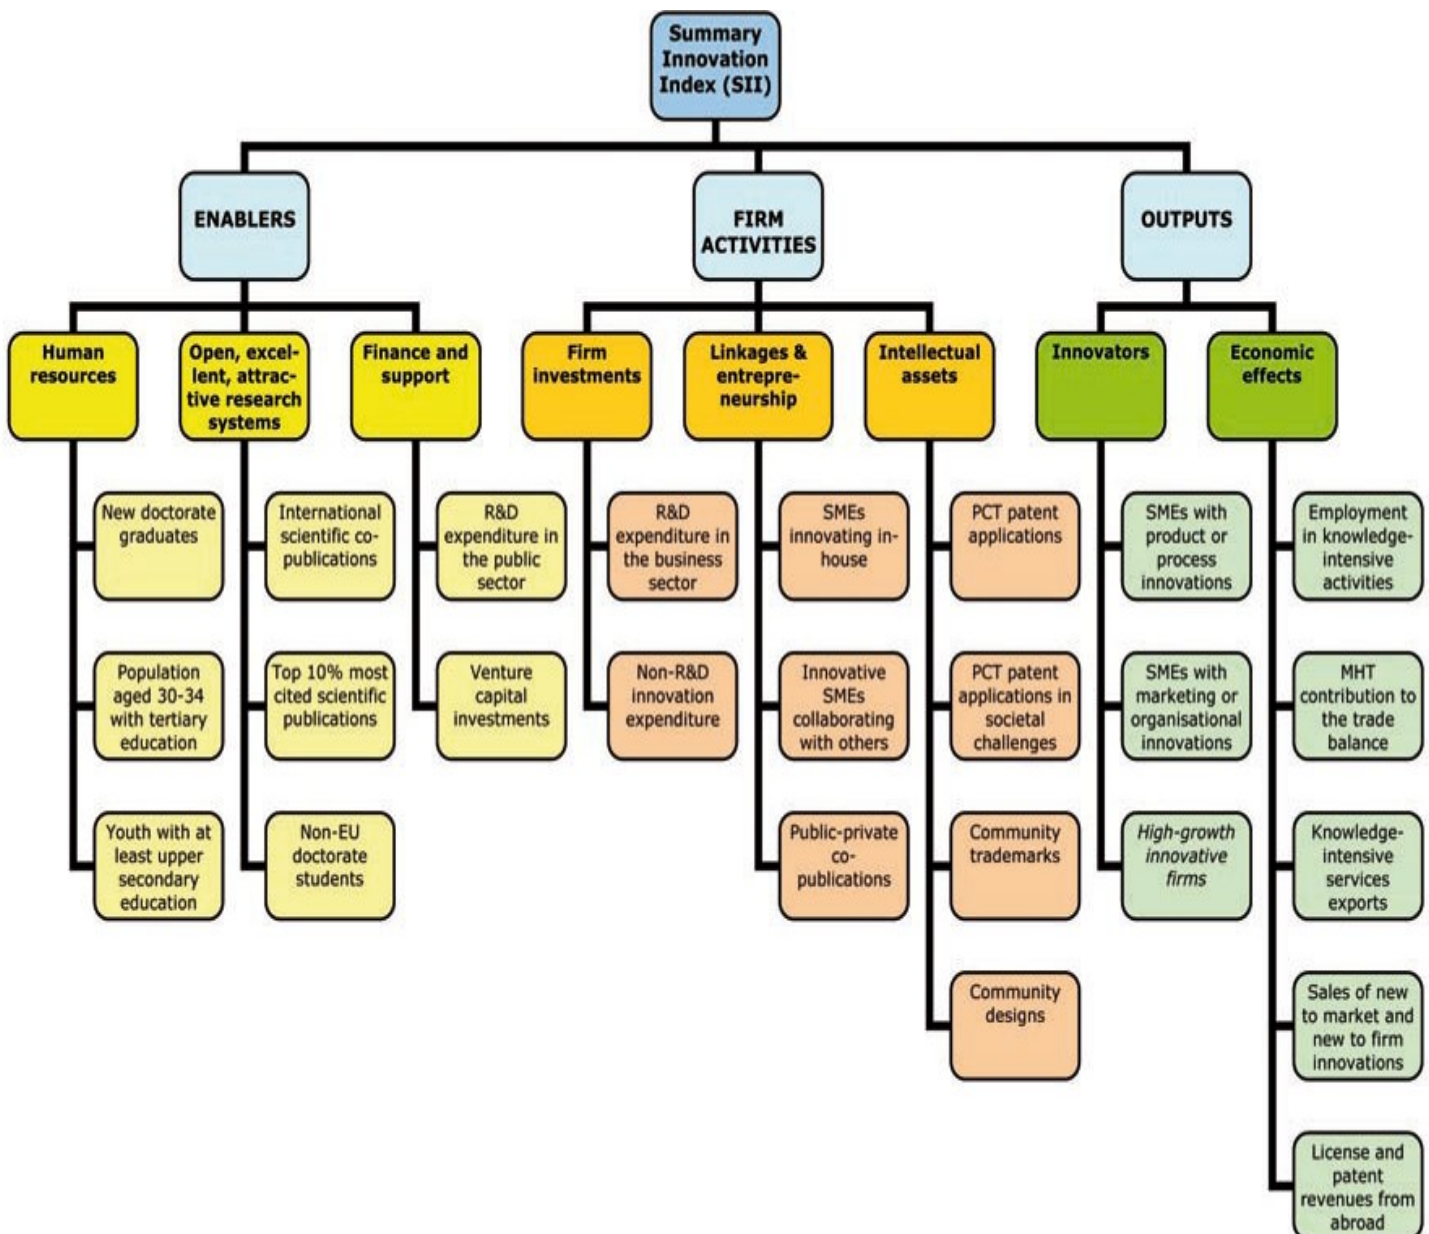 Summary
Innovation
Index (SII)
ENABLERS
FIRM
ACTIVITIES
OUTPUTS
Human
resources
Open, excel-
lent, attrac-
tive research
systems
Finance and
support
Firm
investments
Linkages &
entrepre-
neurship
Intellectual
assets
Innovators
Economic
effects
New doctorate
graduates
International
scientific co-
publications
R&D
expenditure in
the public
sector
R&D
expenditure in
the business
sector
SMEs
innovating in-
house
PCT patent
applications
SMEs with
product or
process
innovations
Employment
in knowledge-
intensive
activities
Population
aged 30-34
with tertiary
education
Top 10% most
cited scientific
publications
Venture
capital
investments
Non-R&D
innovation
expenditure
Innovative
SMEs
collaborating
with others
PCT patent
applications in
societal
challenges
SMEs with
marketing or
organisational
innovations
MHT
contribution to
the trade
balance
Youth with at
least upper
secondary
education
Non-EU
doctorate
students
Public-private
co-
publications
Community
trademarks
High-growth
innovative
firms
Knowledge-
intensive
services
exports
Community
designs
Sales of new
to market and
new to firm
innovations
License and
patent
revenues from
abroad